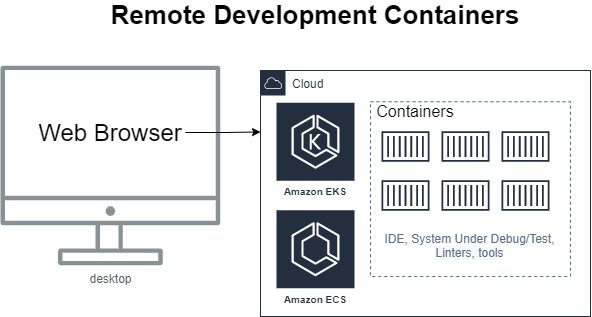 Remote Development Containers
Web Browser
desktop
Cloud
K
Amazon EKS
Amazon ECS
Containers
IDE, System Under Debug/Test,
Linters, tools